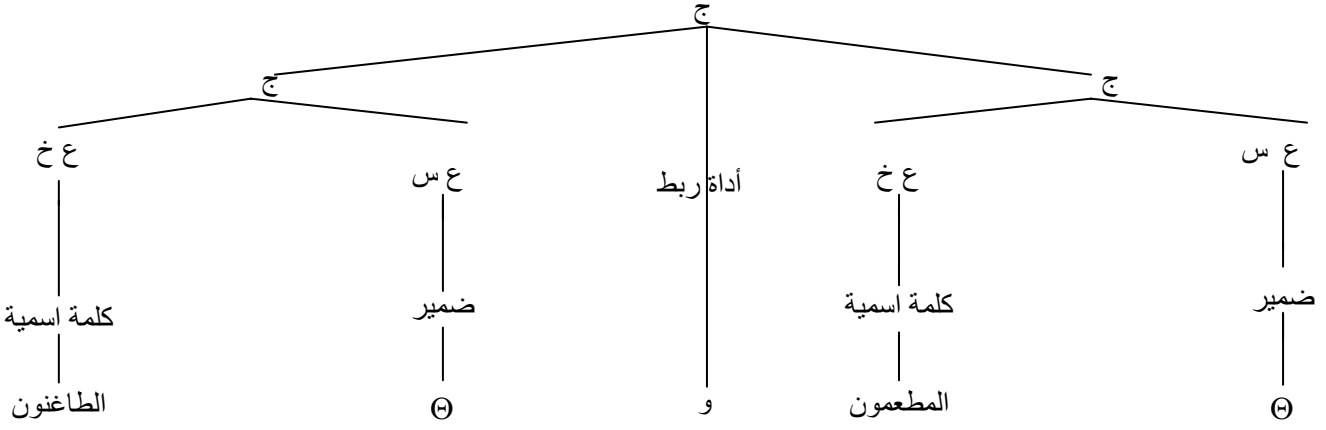 ج
ج ج
ع س ع خ أداة ربط ع س ع خ
ضمير كلمة اسمية ضمير كلمة اسمية
Θ المطعمون و Θ الطاغنون